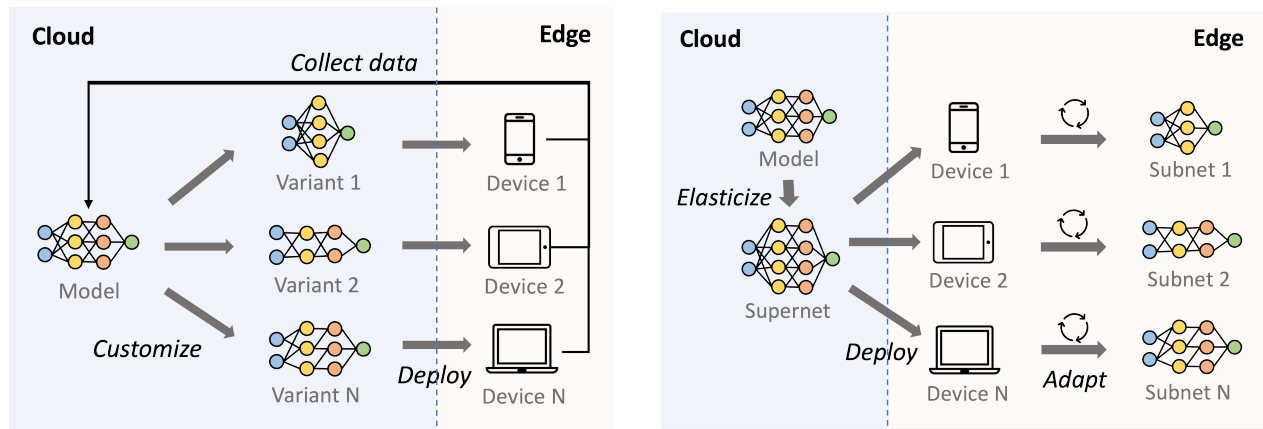 Cloud
Edge
Collect data
Variant 1
Device 1
Model
Variant 2
Device 2
Customize
Variant N
Deploy
Device N
Cloud
Edge
Model
Device 1
Subnet 1
Elasticize
Supernet
Device 2
Subnet 2
Deploy
Device N
Adapt
Subnet N